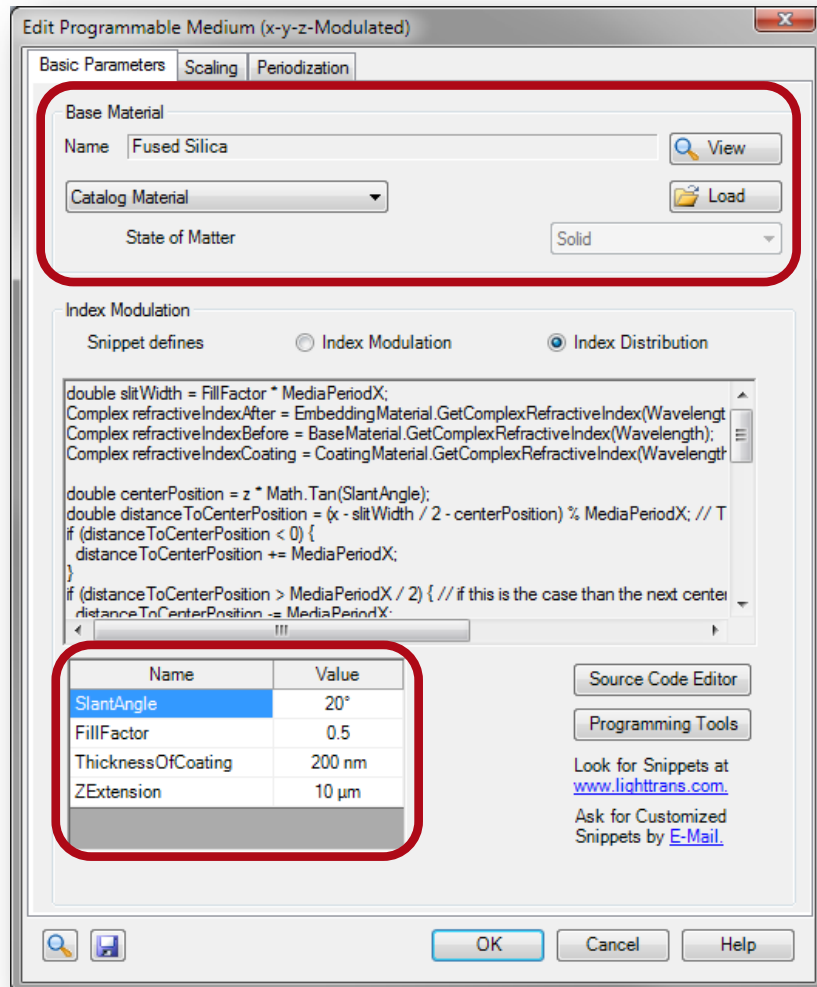 Edit Programmable Medium (x-y-z-Modulated)
Basic Parameters Scaling Periodization
Base Material
Name Fused Silica View
Catalog Material Load
State of Matter Solid
Index Modulation
Snippet defines Index Modulation Index Distribution
double slitWidth = FillFactor * MediaPeriodX;
Complex refractiveIndexAfter = EmbeddingMaterial.GetComplexRefractiveIndex(Wavelengt
Complex refractiveIndexBefore = BaseMaterial.GetComplexRefractiveIndex(Wavelength);
Complex refractiveIndexCoating = CoatingMaterial.GetComplexRefractiveIndex(Wavelength
double centerPosition = z * Math.Tan(SlantAngle);
double distanceToCenterPosition = (x - slitWidth / 2 - centerPosition) % MediaPeriodX; // T
if (distanceToCenterPosition < 0) {
distanceToCenterPosition += MediaPeriodX;
}
if (distanceToCenterPosition > MediaPeriodX / 2) { // if this is the case than the next center
distanceToCenterPosition -= MediaPeriodX;
Name Value
SlantAngle 20°
FillFactor 0.5
ThicknessOfCoating 200 nm
ZExtension 10 µm
Source Code Editor
Programming Tools
Look for Snippets at
www.lighttrans.com.
Ask for Customized
Snippets by E-Mail.
OK Cancel Help